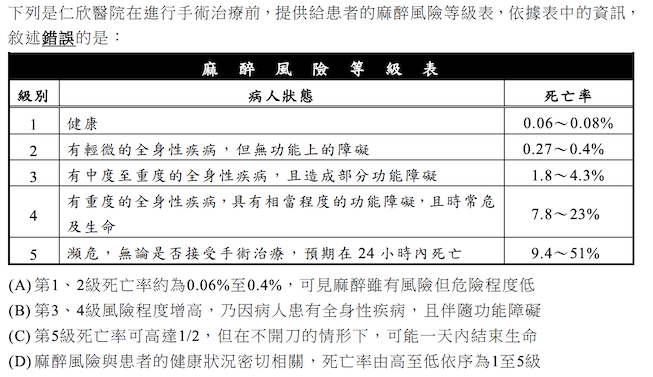 下列是仁欣醫院在進行手術治療前，提供給患者的麻醉風險等級表，依據表中的資訊，
敘述錯誤的是：
麻醉風險等級表
級別 病人狀態 死亡率
1 健康 0.06～0.08%
2 有輕微的全身性疾病，但無功能上的障礙 0.27～0.4%
3 有中度至重度的全身性疾病，且造成部分功能障礙 1.8～4.3%
4 有重度的全身性疾病，具有相當程度的功能障礙，且時常危
及生命 7.8～23%
5 瀕危，無論是否接受手術治療，預期在 24 小時內死亡 9.4～51%
(A) 第1、2級死亡率約為0.06%至0.4%，可見麻醉雖有風險但危險程度低
(B) 第3、4級風險程度增高，乃因病人患有全身性疾病，且伴隨功能障礙
(C) 第5級死亡率可高達1/2，但在不開刀的情形下，可能一天內結束生命
(D) 麻醉風險與患者的健康狀況密切相關，死亡率由高至低依序為1至5級